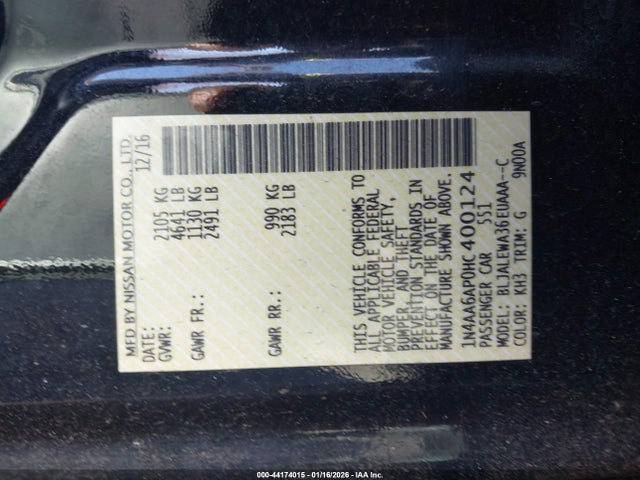 MFD BY NISSAN MOTOR CO., LTD.
DATE: 12/16
GVWR: 2105 KG
4641 LB
GAWR FR.: 1130 KG
2491 LB
GAWR RR.: 990 KG
2183 LB
THIS VEHICLE CONFORMS TO
ALL APPLICABLE FEDERAL
MOTOR VEHICLE SAFETY,
BUMPER, AND THEFT
PREVENTION STANDARDS IN
EFFECT ON THE DATE OF
MANUFACTURE SHOWN ABOVE.
1N4AA6AP0HC400124
PASSENGER CAR 551
MODEL: BLJALEWA36EUAAA--C
COLOR: KH3 TRIM: G 9N00A
000-44174015 - 01/16/2026 - IAA Inc.